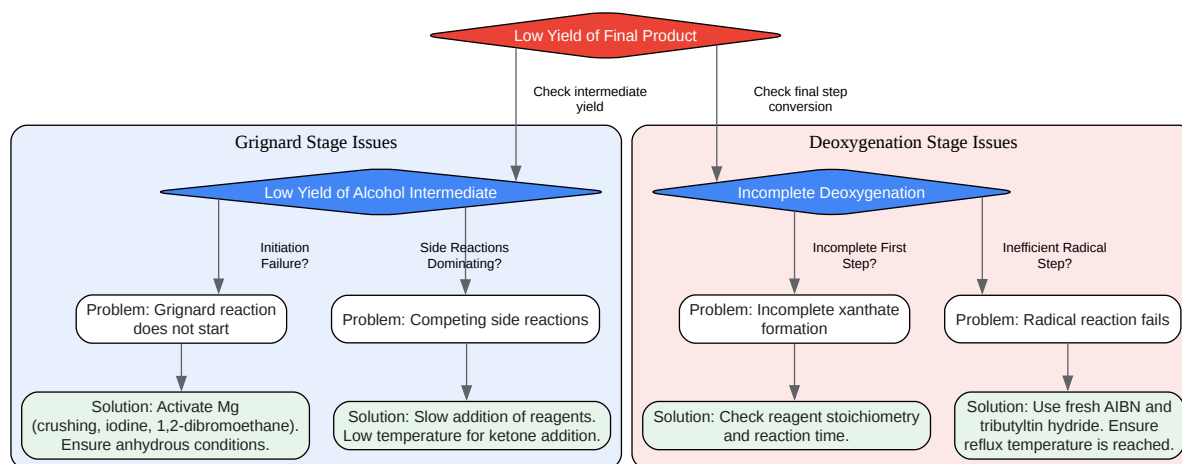 Low Yield of Final Product
Check intermediate
yield
Check final step
conversion
Grignard Stage Issues
Low Yield of Alcohol Intermediate
Initiation
Failure?
Side Reactions
Dominating?
Problem: Grignard reaction
does not start
Problem: Competing side reactions
Solution: Activate Mg
(crushing, iodine, 1,2-dibromoethane).
Ensure anhydrous conditions.
Solution: Slow addition of reagents.
Low temperature for ketone addition.
Deoxygenation Stage Issues
Incomplete Deoxygenation
Incomplete First
Step?
Inefficient Radical
Step?
Problem: Incomplete xanthate
formation
Problem: Radical reaction fails
Solution: Check reagent stoichiometry
and reaction time.
Solution: Use fresh AIBN and
tributyltin hydride. Ensure
reflux temperature is reached.